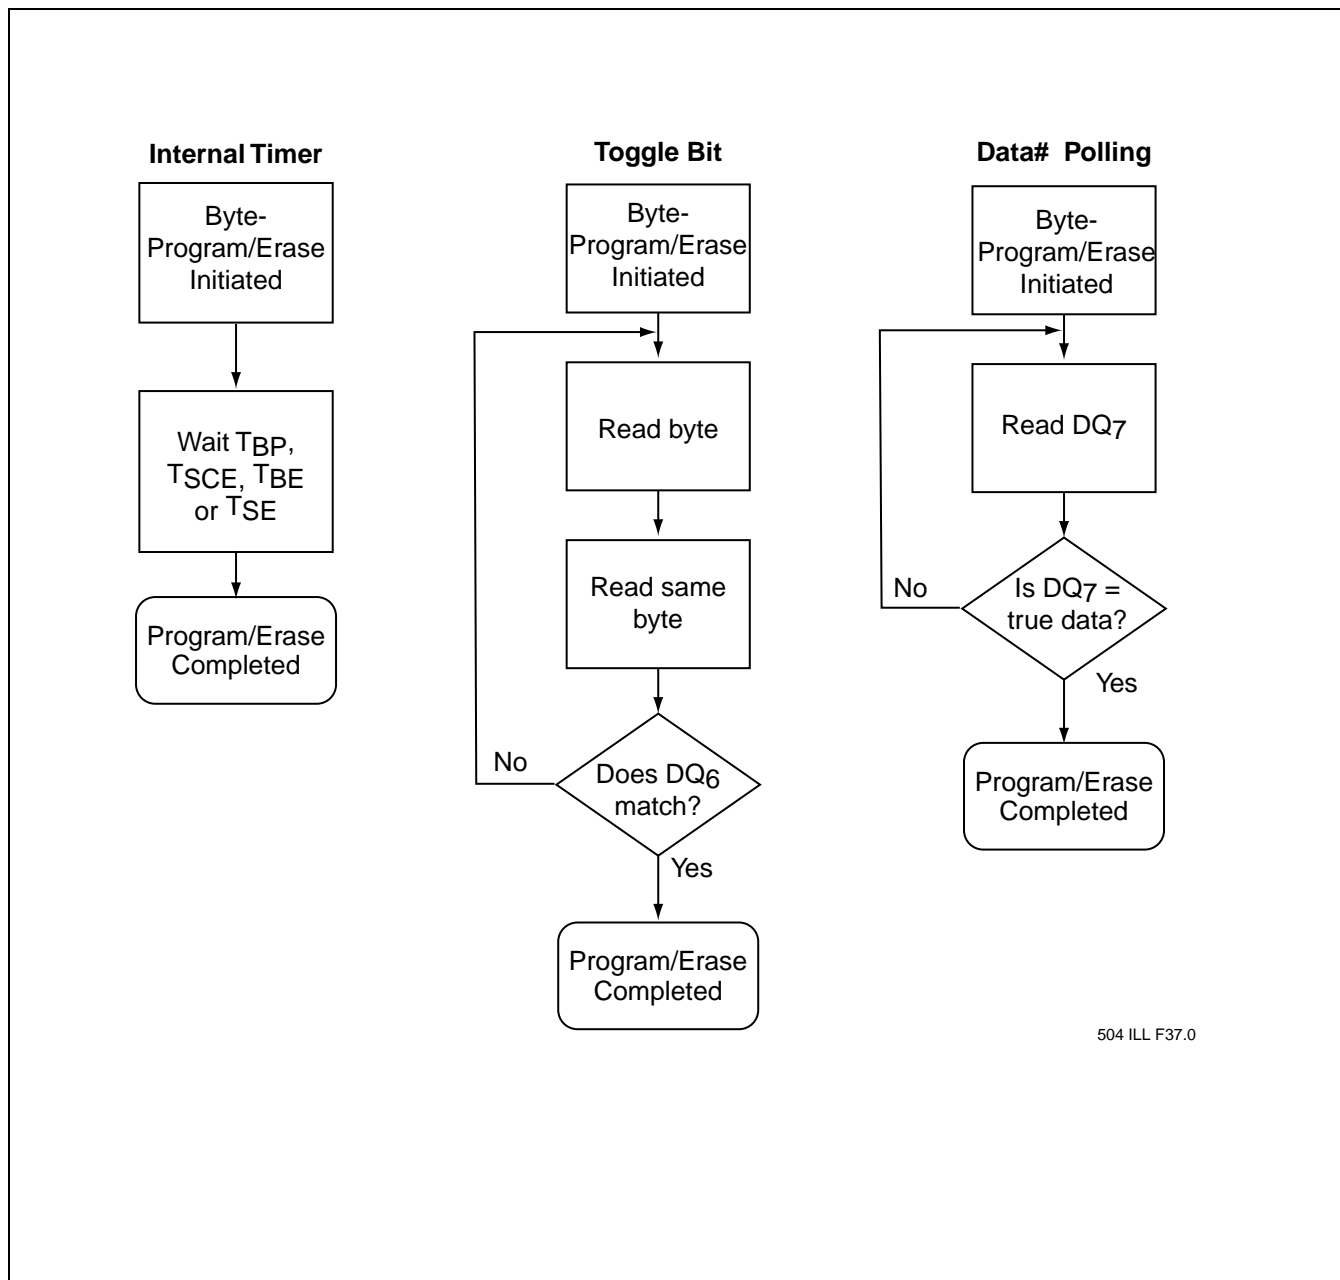 Internal Timer
Byte-
Program/Erase
Initiated
Wait TBP,
TSCE, TBE
or TSE
Program/Erase
Completed
Toggle Bit
Byte-
Program/Erase
Initiated
Read byte
Read same
byte
No
Does DQ6
match?
Yes
Program/Erase
Completed
Data# Polling
Byte-
Program/Erase
Initiated
Read DQ7
No
Is DQ7 =
true data?
Yes
Program/Erase
Completed
504 ILL F37.0